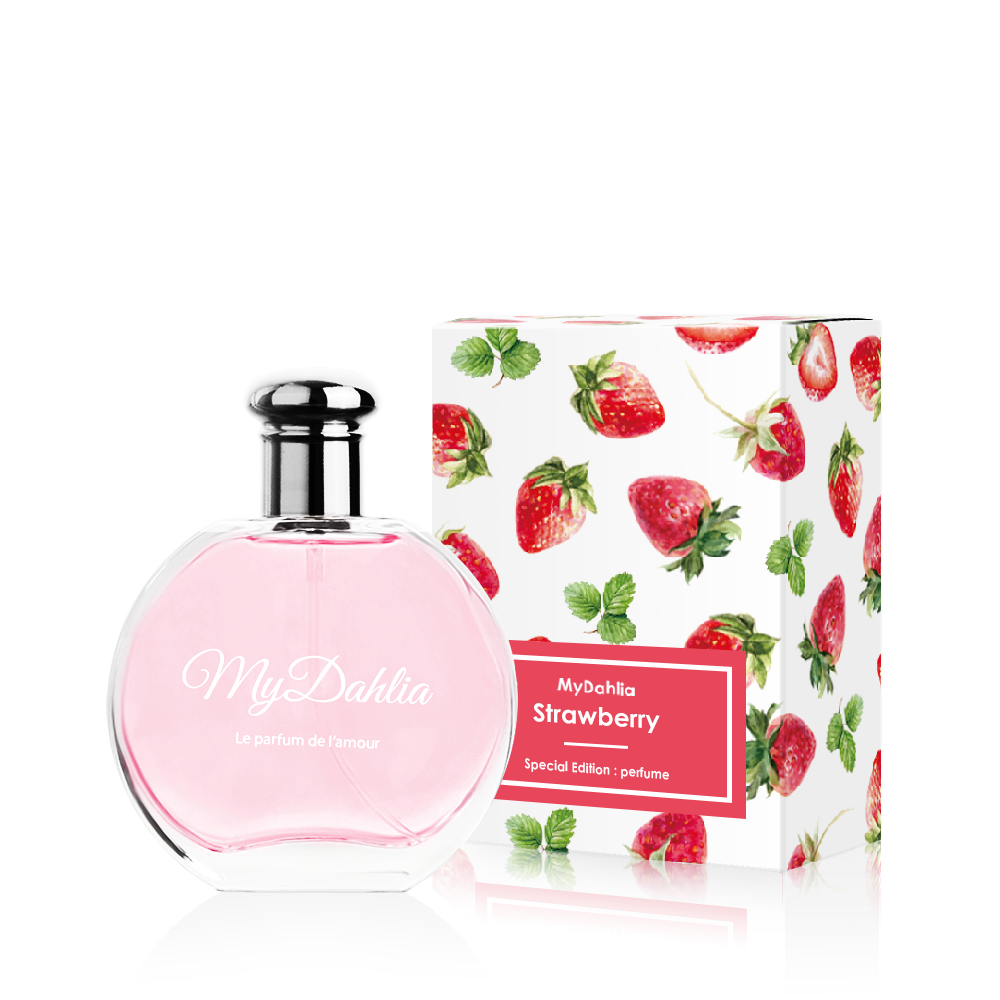 MyDahlia
Le parfum de l'amour
MyDahlia
Strawberry
Special Edition : perfume